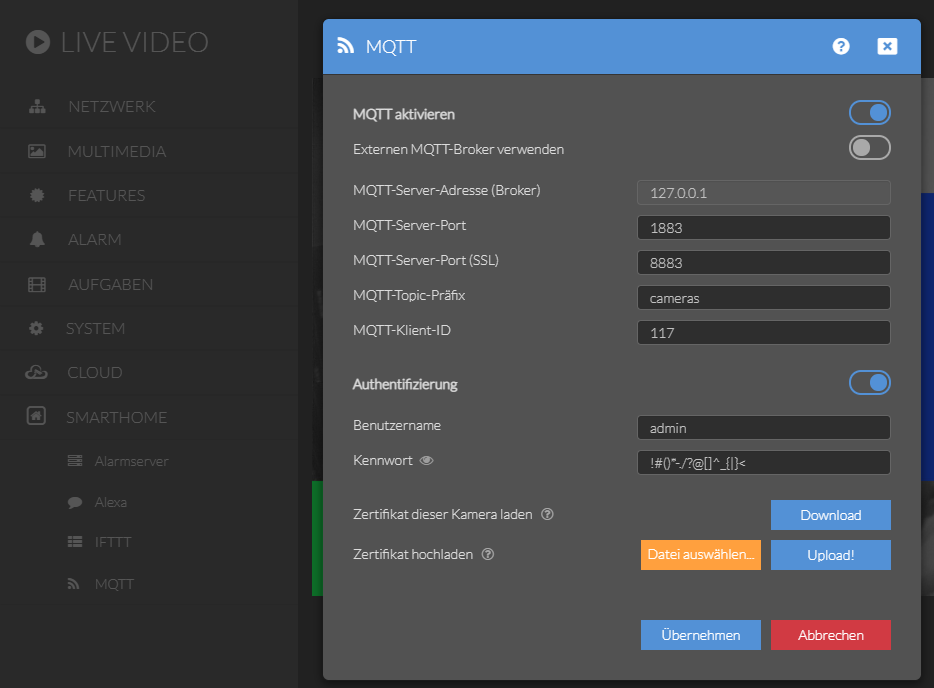 LIVE VIDEO
NETZWERK
MULTIMEDIA
FEATURES
ALARM
AUFGABEN
SYSTEM
CLOUD
SMARTHOME
Alarmserver
Alexa
IFTTT
MQTT
MQTT
MQTT aktivieren
Externen MQTT-Broker verwenden
MQTT-Server-Adresse (Broker) 127.0.0.1
MQTT-Server-Port 1883
MQTT-Server-Port (SSL) 8883
MQTT-Topic-Präfix cameras
MQTT-Klient-ID 117
Authentifizierung
Benutzername admin
Kennwort !#()*-./?@[]^_{|}<
Zertifikat dieser Kamera laden Download
Zertifikat hochladen Datei auswählen... Upload!
Übernehmen Abbrechen